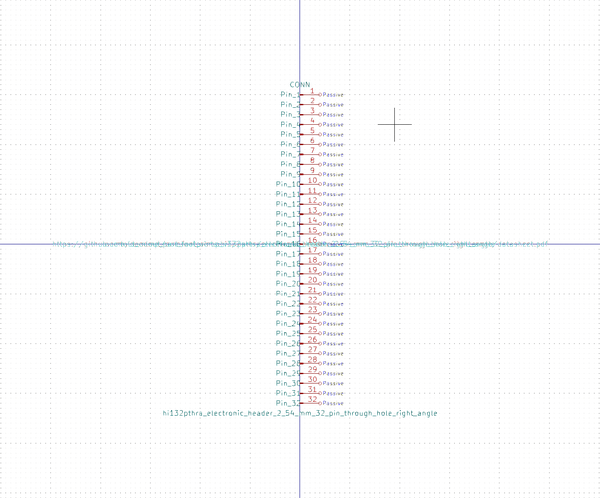 CONN
Pin_1 1 Passive
Pin_2 2 Passive
Pin_3 3 Passive
Pin_4 4 Passive
Pin_5 5 Passive
Pin_6 6 Passive
Pin_7 7 Passive
Pin_8 8 Passive
Pin_9 9 Passive
Pin_10 10 Passive
Pin_11 11 Passive
Pin_12 12 Passive
Pin_13 13 Passive
Pin_14 14 Passive
Pin_15 15 Passive
16
Pin_17 17 Passive
Pin_18 18 Passive
Pin_19 19 Passive
Pin_20 20 Passive
Pin_21 21 Passive
Pin_22 22 Passive
Pin_23 23 Passive
Pin_24 24 Passive
Pin_25 25 Passive
Pin_26 26 Passive
Pin_27 27 Passive
Pin_28 28 Passive
Pin_29 29 Passive
Pin_30 30 Passive
Pin_31 31 Passive
Pin_32 32 Passive
hi132pthra_electronic_header_2_54_mm_32_pin_through_hole_right_angle